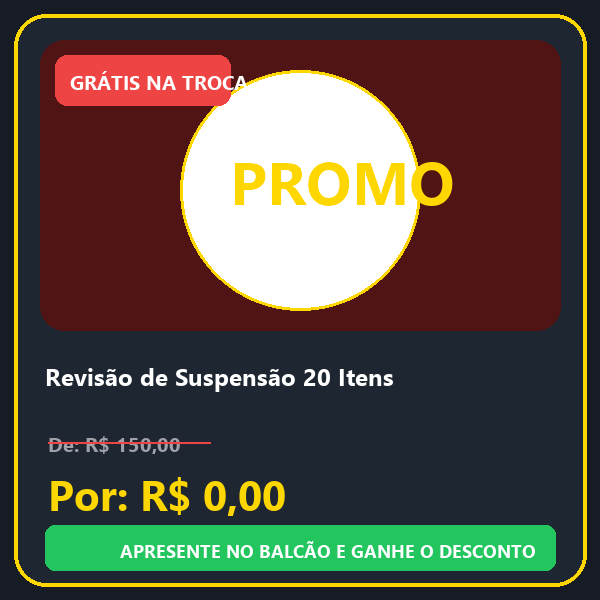 GRÁTIS NA TROCA
PROMO
Revisão de Suspensão 20 Itens
De: R$ 150,00
Por: R$ 0,00
APRESENTE NO BALCÃO E GANHE O DESCONTO